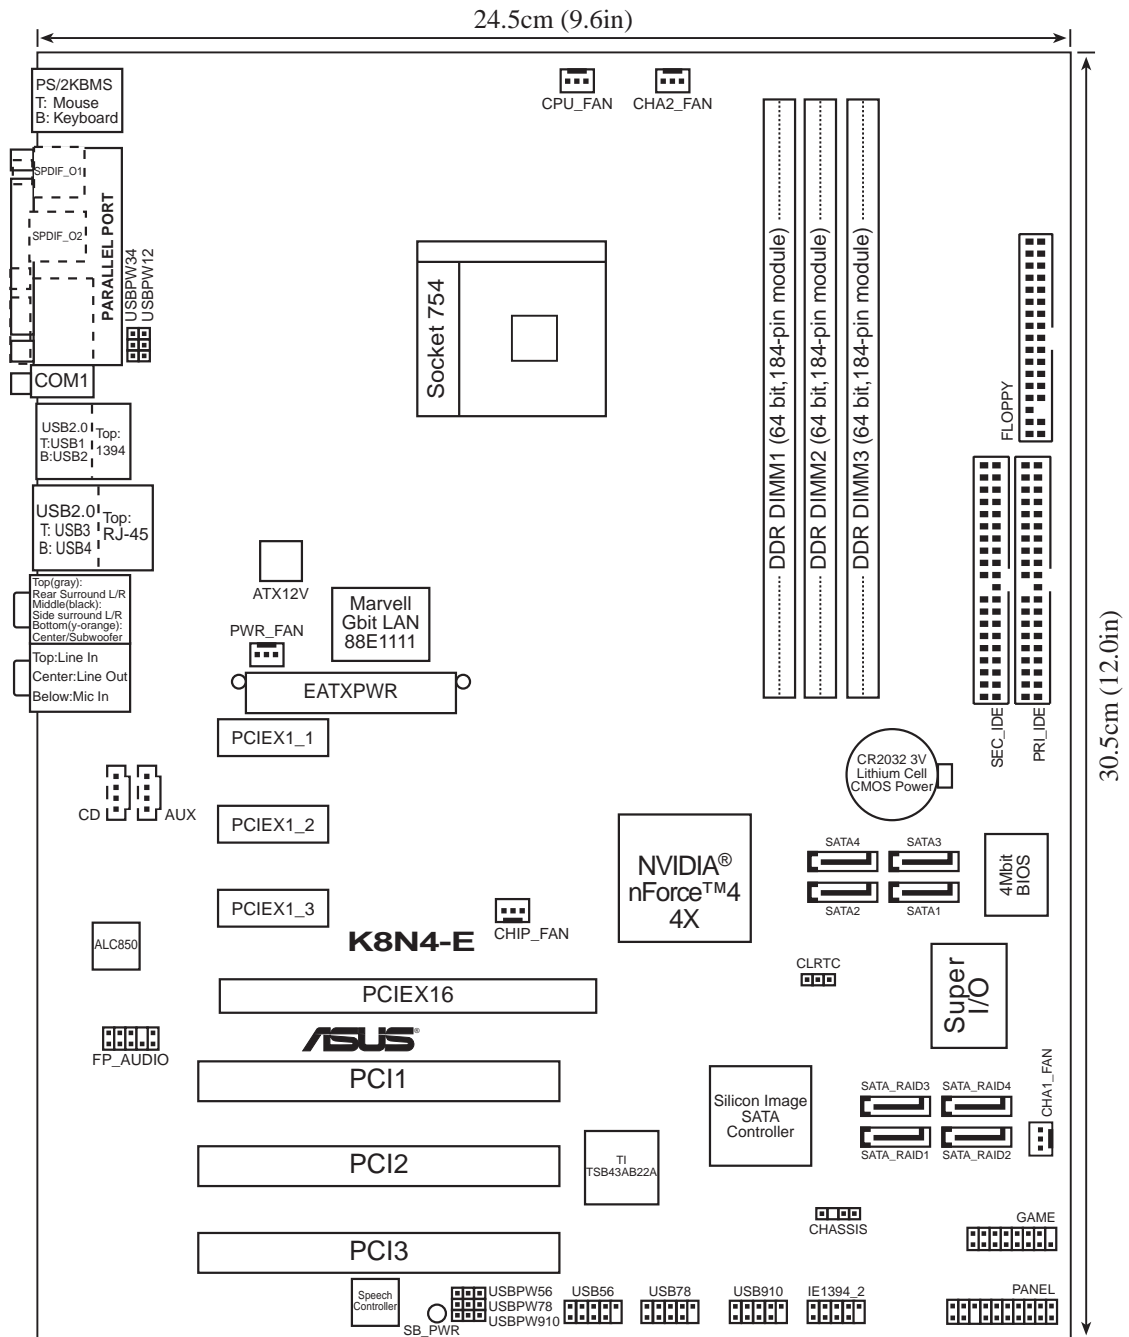 24.5cm (9.6in)
PS/2KBMS
T: Mouse
B: Keyboard
CPU_FAN
CHA2_FAN
SPDIF_O1
SPDIF_O2
PARALLEL PORT
USBPW34
USBPW12
COM1
USB2.0
T:USB1
B:USB2
Top:
1394
USB2.0
T: USB3
B: USB4
Top:
RJ-45
Top(gray):
Rear Surround L/R
Middle(black):
Side surround L/R
Bottom(y-orange):
Center/Subwoofer
Top:Line In
Center:Line Out
Below:Mic In
Socket 754
DDR DIMM1 (64 bit,184-pin module)
DDR DIMM2 (64 bit,184-pin module)
DDR DIMM3 (64 bit,184-pin module)
FLOPPY
SEC_IDE
PRI_IDE
30.5cm (12.0in)
ATX12V
PWR_FAN
Marvell
Gbit LAN
88E1111
EATXPWR
PCIEX1_1
CD
AUX
PCIEX1_2
PCIEX1_3
CR2032 3V
Lithium Cell
CMOS Power
NVIDIA®
nForce™4
4X
SATA4
SATA3
SATA2
SATA1
4Mbit
BIOS
ALC850
K8N4-E
CHIP_FAN
CLRTC
Super
I/O
PCIEX16
FP_AUDIO
ASUS®
PCI1
Silicon Image
SATA
Controller
SATA_RAID3
SATA_RAID4
SATA_RAID1
SATA_RAID2
CHA1_FAN
PCI2
TI
TSB43AB22A
CHASSIS
GAME
PCI3
Speech
Controller
SB_PWR
USBPW56
USBPW78
USBPW910
USB56
USB78
USB910
IE1394_2
PANEL